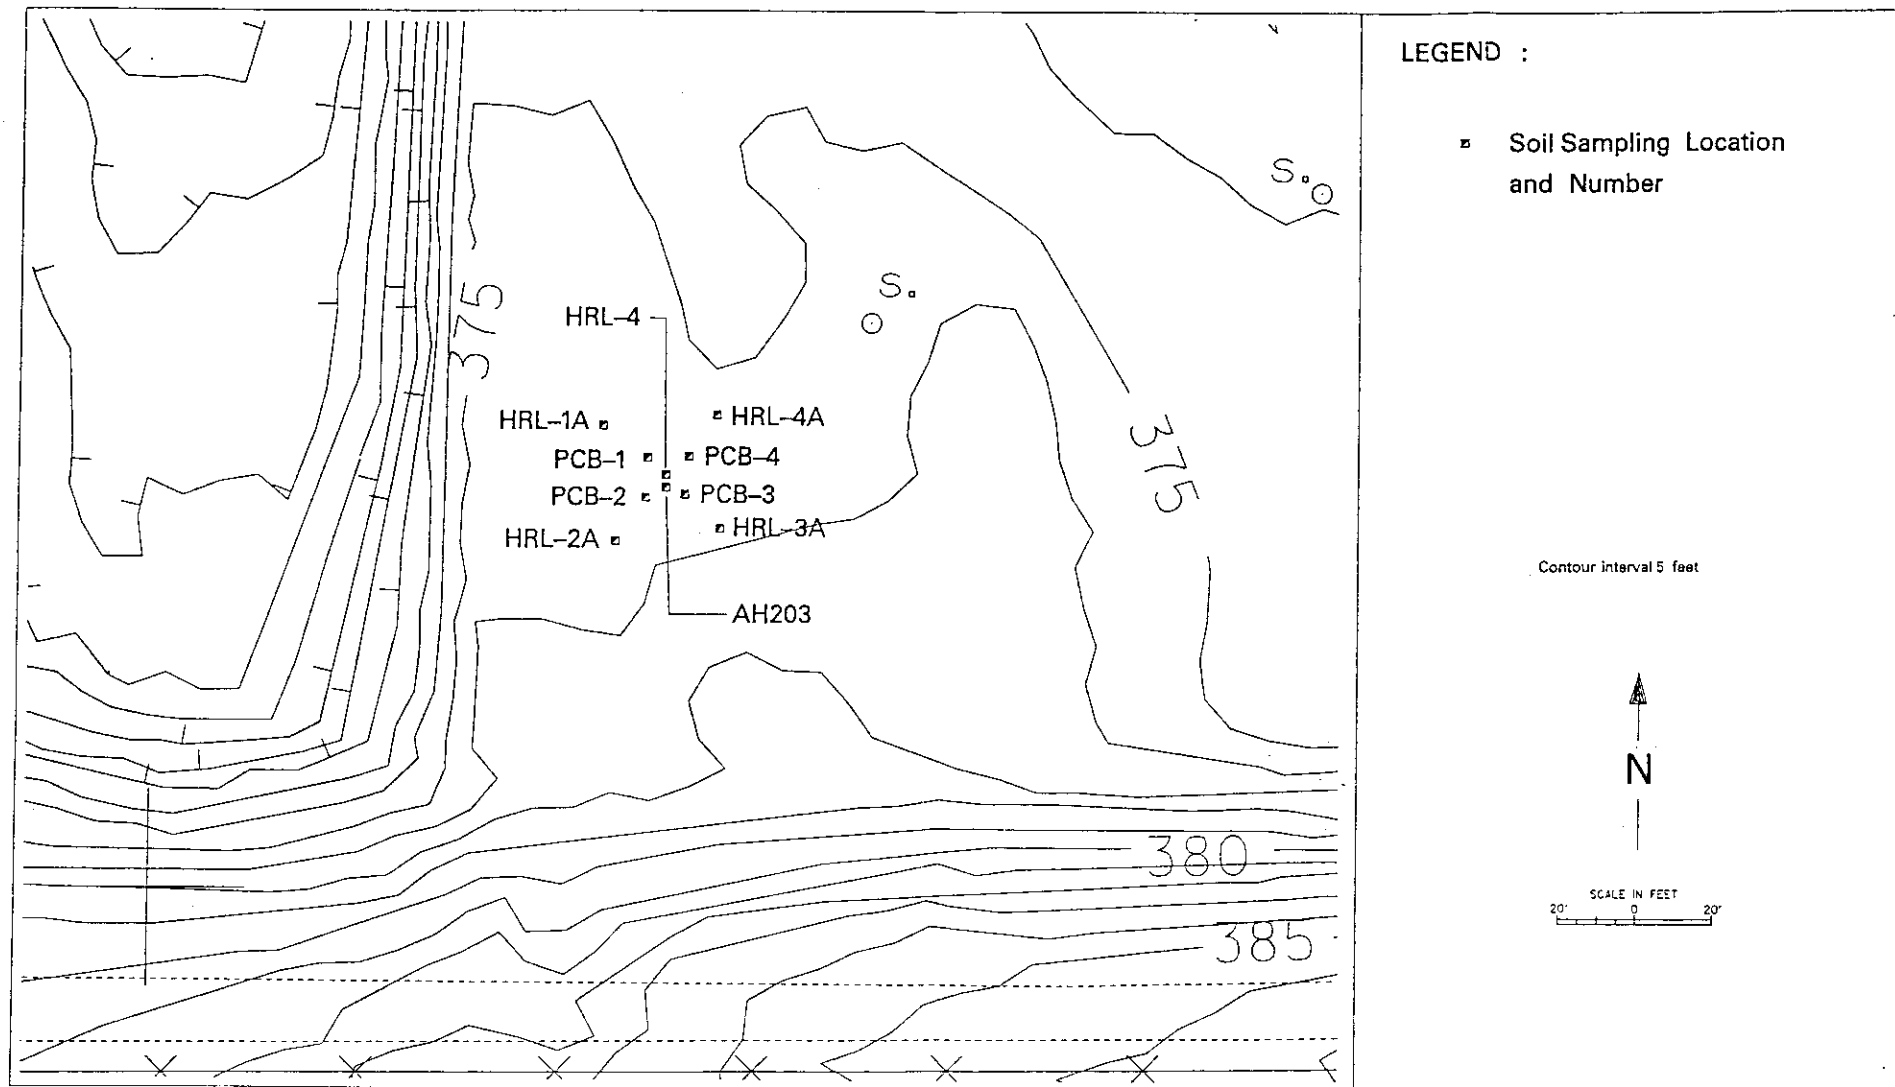 LEGEND :
Soil Sampling Location
and Number
S.
S.
375
HRL-4
HRL-1A
HRL-4A
PCB-1
PCB-4
PCB-2
PCB-3
HRL-2A
HRL-3A
375
AH203
Contour interval 5 feet
N
380
385
SCALE IN FEET
20' 0 20'